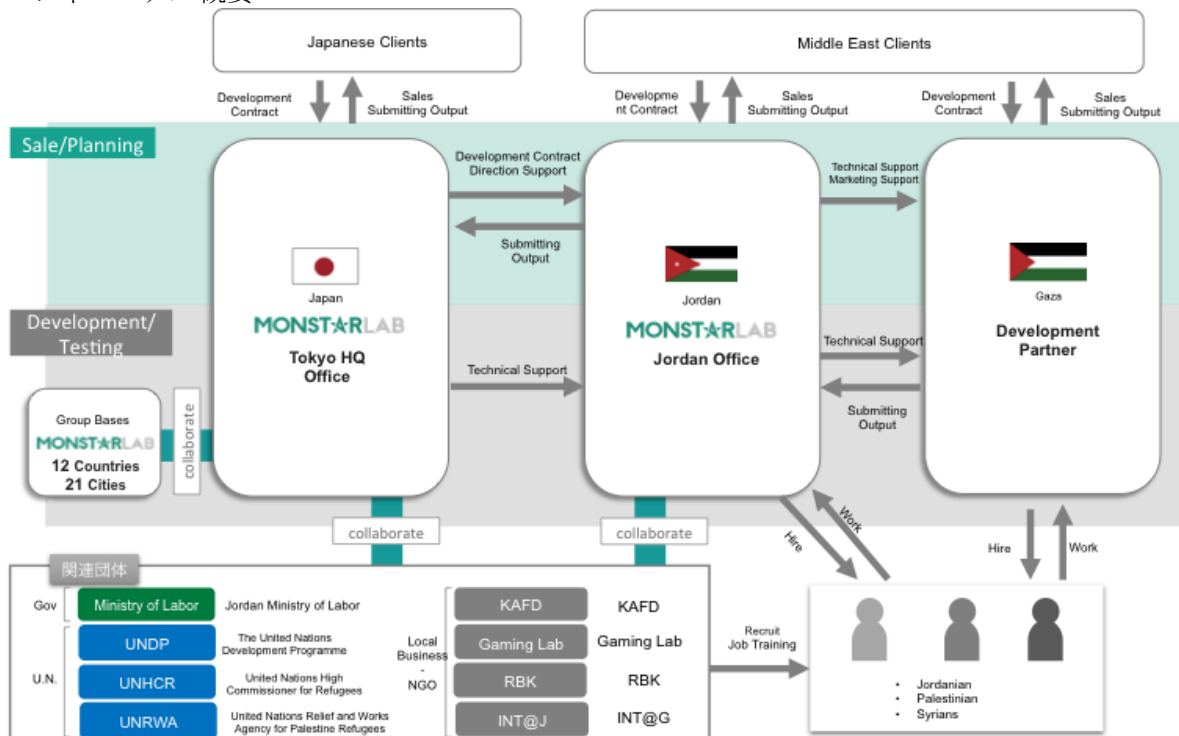 Japanese Clients
Middle East Clients
Development
Contract
Sales
Submitting Output
Developme
nt Contract
Sales
Submitting Output
Development
Contract
Sales
Submitting Output
Sale/Planning
Development Contract
Direction Support
Technical Support
Marketing Support
Submitting
Output
Japan
MONSTARLAB
Tokyo HQ
Office
Jordan
MONSTARLAB
Jordan Office
Gaza
Development
Partner
Development/
Testing
Technical Support
Technical Support
Submitting
Output
Group Bases
MONSTARLAB
12 Countries
21 Cities
collaborate
collaborate
collaborate
Hire
Work
Hire
Work
関連団体
Gov
Ministry of Labor
Jordan Ministry of Labor
U.N.
UNDP
The United Nations
Development Programme
UNHCR
United Nations High
Commissioner for Refugees
UNRWA
United Nations Relief and Works
Agency for Palestine Refugees
Local
Business
-
NGO
KAFD
KAFD
Gaming Lab
Gaming Lab
RBK
RBK
INT@J
INT@G
Recruit
Job Training
• Jordanian
• Palestinian
• Syrians